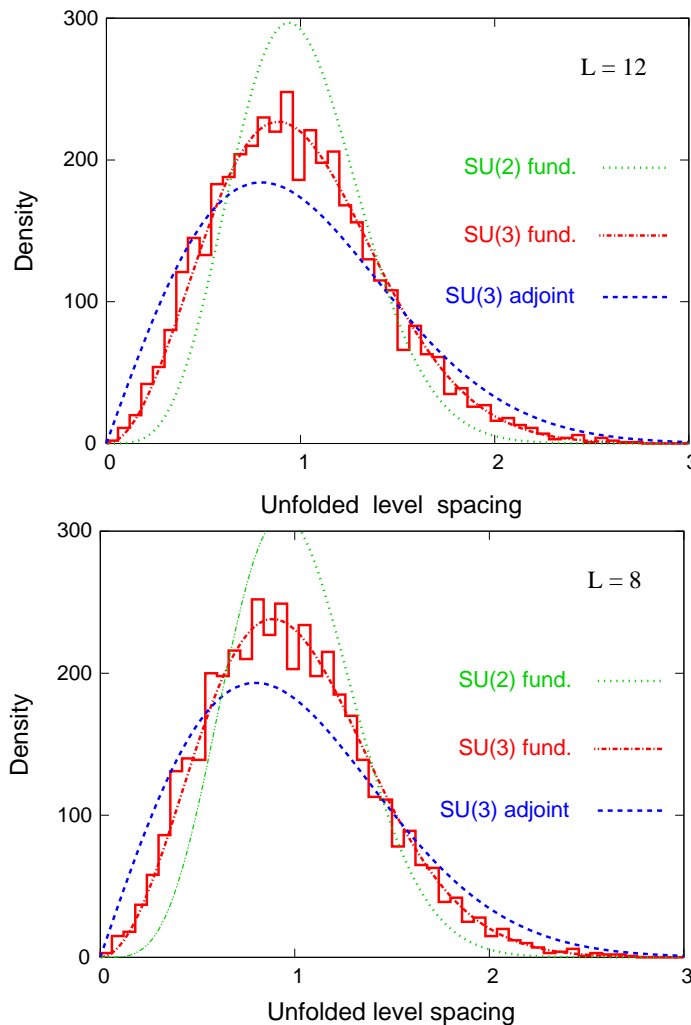 300
L = 12
200
SU(2) fund.
SU(3) fund.
Density
100
SU(3) adjoint
0
0
1
2
3
Unfolded level spacing
300
L = 8
200
SU(2) fund.
SU(3) fund.
Density
100
SU(3) adjoint
0
0
1
2
3
Unfolded level spacing